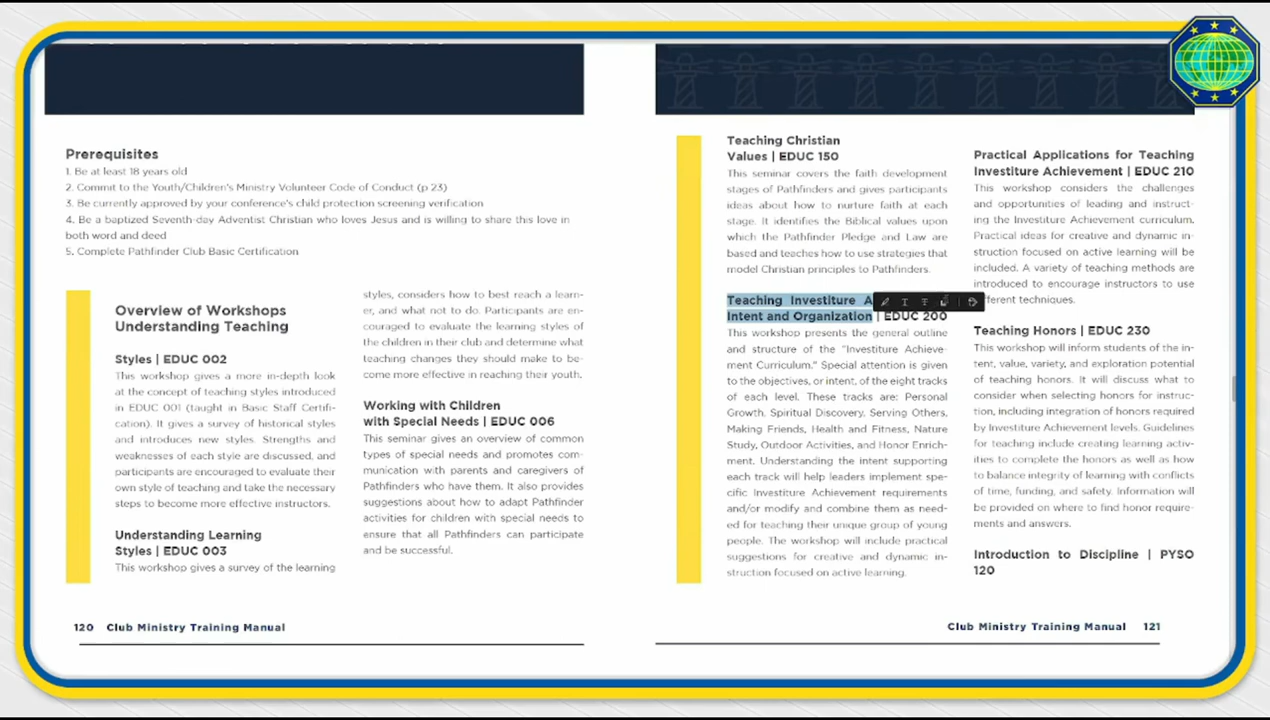 Prerequisites
1. Be at least 18 years old
2. Commit to the Youth/Children's Ministry Volunteer Code of Conduct (p 23)
3. Be currently approved by your conference's child protection screening verification
4. Be a baptized Seventh-day Adventist Christian who loves Jesus and is willing to share this love in
both word and deed
5. Complete Pathfinder Club Basic Certification
Overview of Workshops
Understanding Teaching
Styles | EDUC 002
This workshop gives a more in-depth look
at the concept of teaching styles introduced
in EDUC 001 (taught in Basic Staff Certifi-
cation). It gives a survey of historical styles
and introduces new styles. Strengths and
weaknesses of each style are discussed, and
participants are encouraged to evaluate their
own style of teaching and take the necessary
steps to become more effective instructors.
Understanding Learning
Styles | EDUC 003
This workshop gives a survey of the learning
styles, considers how to best reach a learn-
er, and what not to do. Participants are en-
couraged to evaluate the learning styles of
the children in their club and determine what
teaching changes they should make to be-
come more effective in reaching their youth.
Working with Children
with Special Needs | EDUC 006
This seminar gives an overview of common
types of special needs and promotes com-
munication with parents and caregivers of
Pathfinders who have them. It also provides
suggestions about how to adapt Pathfinder
activities for children with special needs to
ensure that all Pathfinders can participate
and be successful.
120 Club Ministry Training Manual
Teaching Christian
Values | EDUC 150
This seminar covers the faith development
stages of Pathfinders and gives participants
ideas about how to nurture faith at each
stage. It identifies the Biblical values upon
which the Pathfinder Pledge and Law are
based and teaches how to use strategies that
model Christian principles to Pathfinders.
Teaching Investiture A
Intent and Organization | EDUC 200
This workshop presents the general outline
and structure of the "Investiture Achieve-
ment Curriculum." Special attention is given
to the objectives, or intent, of the eight tracks
of each level. These tracks are: Personal
Growth, Spiritual Discovery, Serving Others,
Making Friends, Health and Fitness, Nature
Study, Outdoor Activities, and Honor Enrich-
ment. Understanding the intent supporting
each track will help leaders implement spe-
cific Investiture Achievement requirements
and/or modify and combine them as need-
ed for teaching their unique group of young
people. The workshop will include practical
suggestions for creative and dynamic in-
struction focused on active learning.
Practical Applications for Teaching
Investiture Achievement | EDUC 210
This workshop considers the challenges
and opportunities of leading and instruct-
ing the Investiture Achievement curriculum.
Practical ideas for creative and dynamic in-
struction focused on active learning will be
included. A variety of teaching methods are
introduced to encourage instructors to use
fferent techniques.
Teaching Honors | EDUC 230
This workshop will inform students of the in-
tent, value, variety, and exploration potential
of teaching honors. It will discuss what to
consider when selecting honors for instruc-
tion, including integration of honors required
by Investiture Achievement levels. Guidelines
for teaching include creating learning activ-
ities to complete the honors as well as how
to balance integrity of learning with conflicts
of time, funding, and safety. Information will
be provided on where to find honor require-
ments and answers.
Introduction to Discipline | PYSO
120
Club Ministry Training Manual 121